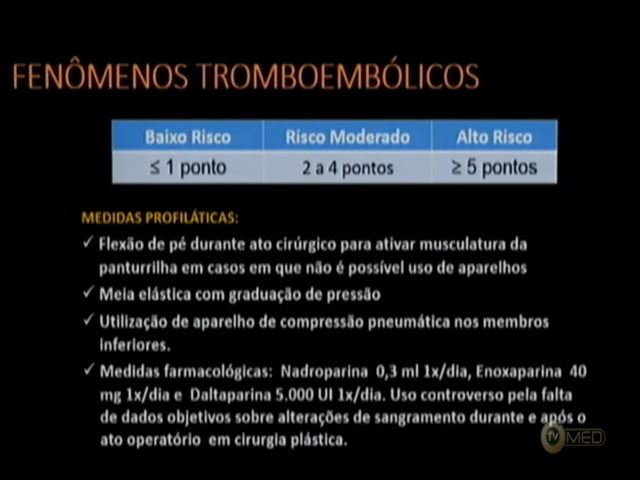 FENÔMENOS TROMBOEMBÓLICOS
Baixo Risco Risco Moderado Alto Risco
≤ 1 ponto 2 a 4 pontos ≥ 5 pontos
MEDIDAS PROFILÁTICAS:
✓ Flexão de pé durante ato cirúrgico para ativar musculatura da
panturrilha em casos em que não é possível uso de aparelhos
✓ Meia elástica com graduação de pressão
✓ Utilização de aparelho de compressão pneumática nos membros
inferiores.
✓ Medidas farmacológicas: Nadroparina 0,3 ml 1x/dia, Enoxaparina 40
mg 1x/dia e Daltaparina 5.000 UI 1x/dia. Uso controverso pela falta
de dados objetivos sobre alterações de sangramento durante e após o
ato operatório em cirurgia plástica.
TV MED